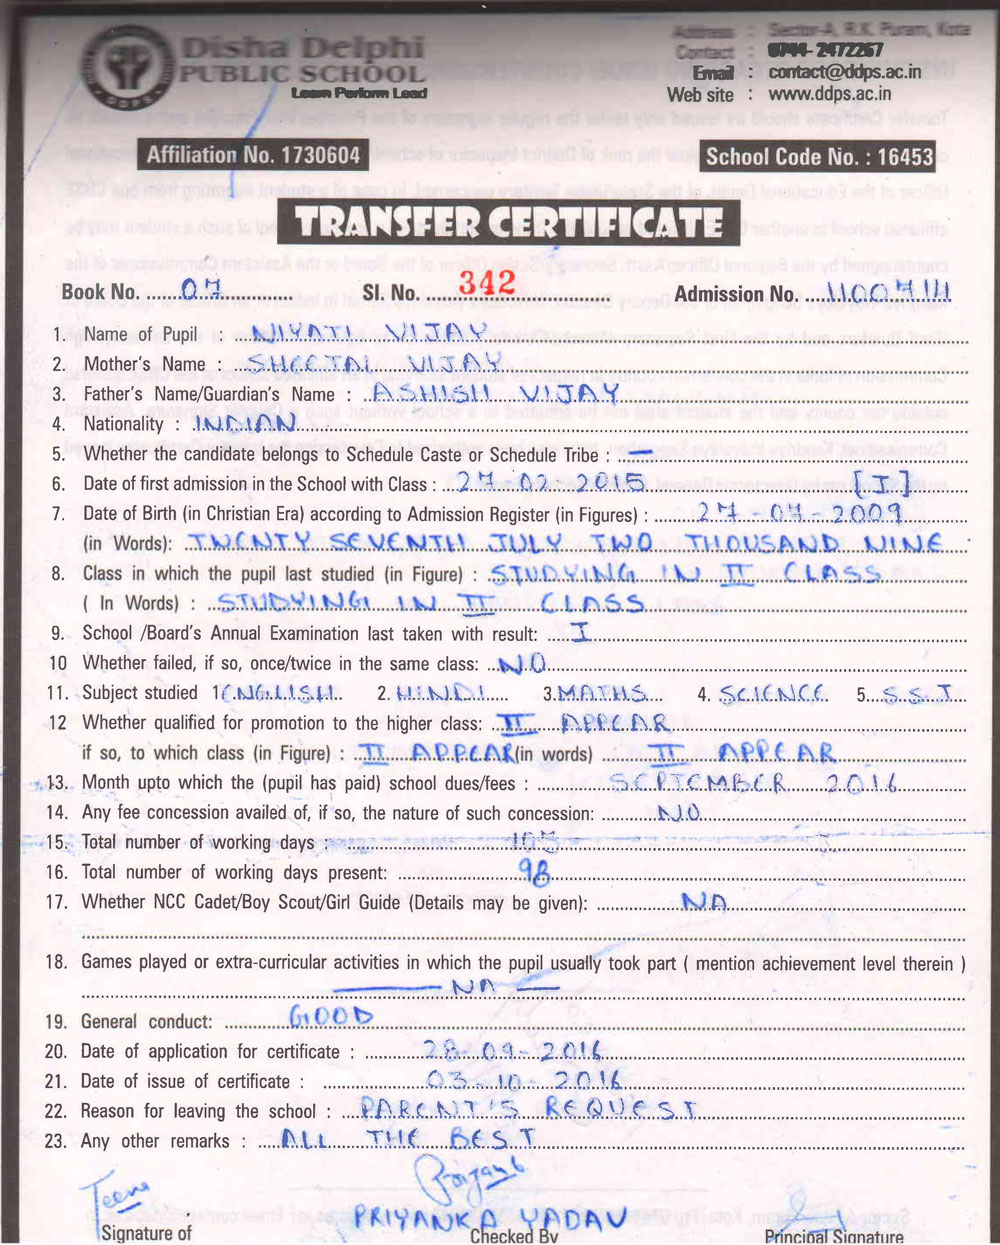 Disha Delphi
PUBLIC SCHOOL
Learn Perform Lead
DDPS
Address : Sector-A, R.K. Puram, Kota
Contact : 0744-2472267
Email : contact@ddps.ac.in
Web site : www.ddps.ac.in
Affiliation No. 1730604
School Code No. : 16453
TRANSFER CERTIFICATE
Book No. 07 Sl. No. 342 Admission No.
1. Name of Pupil : NIYATI VIJAY
2. Mother's Name : SHEETAL VIJAY
3. Father's Name/Guardian's Name : ASHISH VIJAY
4. Nationality : INDIAN
5. Whether the candidate belongs to Schedule Caste or Schedule Tribe : —
6. Date of first admission in the School with Class : 27 02 2015 [I]
7. Date of Birth (in Christian Era) according to Admission Register (in Figures) : 27-07-2009
(in Words): TWENTY SEVENTH JULY TWO THOUSAND NINE
8. Class in which the pupil last studied (in Figure) : STUDYING IN II CLASS
( In Words) : STUDYING IN II CLASS
9. School /Board's Annual Examination last taken with result: I
10 Whether failed, if so, once/twice in the same class: NO
11. Subject studied 1 ENGLISH 2. HINDI 3. MATHS 4. SCIENCE 5. S.S.T
12 Whether qualified for promotion to the higher class: II APPEAR
if so, to which class (in Figure) : II APPEAR (in words) II APPEAR
13. Month upto which the (pupil has paid) school dues/fees : SEPTEMBER 2016
14. Any fee concession availed of, if so, the nature of such concession: NO
15. Total number of working days 105
16. Total number of working days present: 98
17. Whether NCC Cadet/Boy Scout/Girl Guide (Details may be given): NA
18. Games played or extra-curricular activities in which the pupil usually took part ( mention achievement level therein )
— NA —
19. General conduct: GOOD
20. Date of application for certificate : 28-09-2016
21. Date of issue of certificate : 03-10-2016
22. Reason for leaving the school : PARENT'S REQUEST
23. Any other remarks : ALL THE BEST
Teena
PRIYANKA YADAV
Signature of Checked By Principal Signature